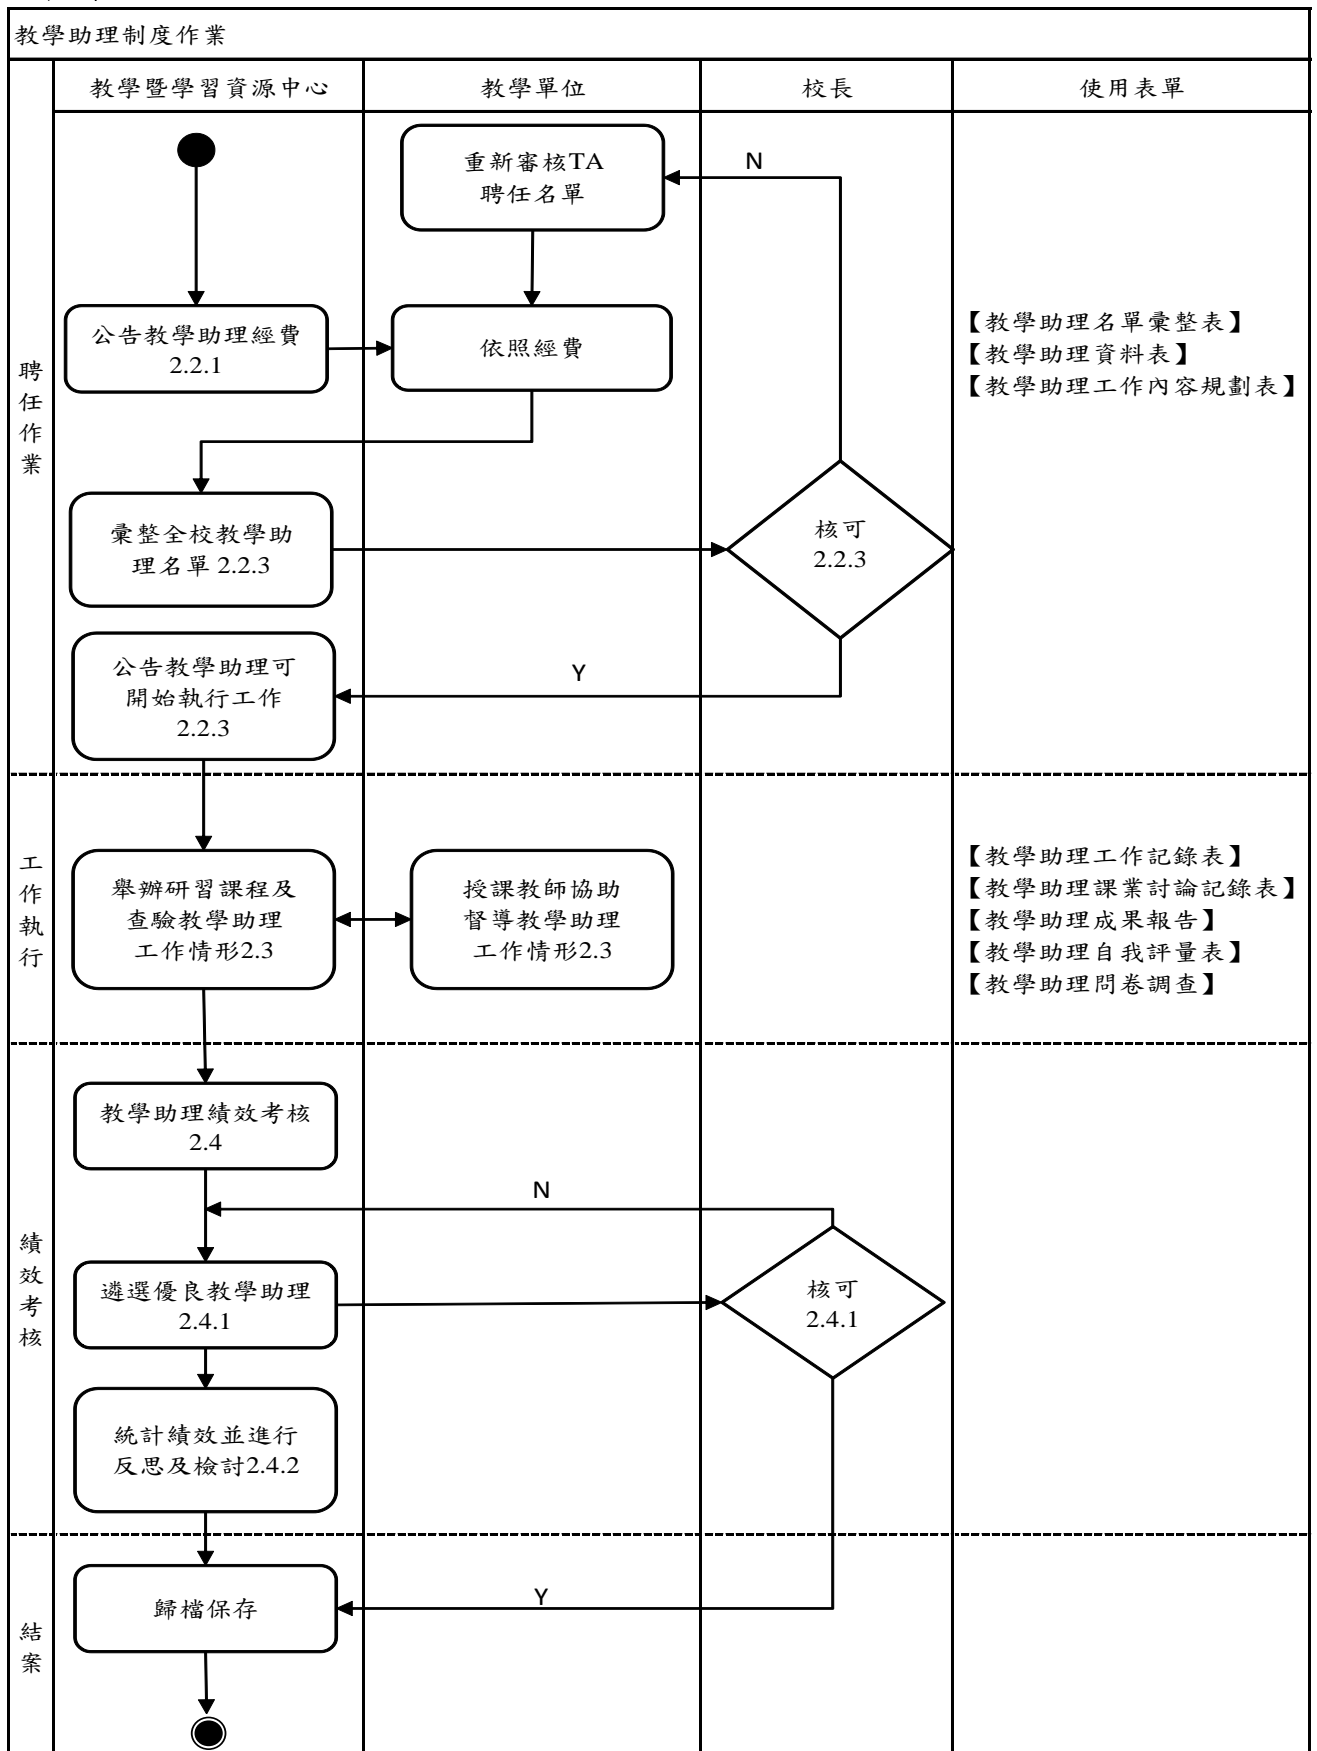 教學助理制度作業
教學暨學習資源中心
教學單位
校長
使用表單
聘
任
作
業
重新審核TA
聘任名單
N
公告教學助理經費
2.2.1
依照經費
【教學助理名單彙整表】
【教學助理資料表】
【教學助理工作內容規劃表】
彙整全校教學助
理名單 2.2.3
核可
2.2.3
公告教學助理可
開始執行工作
2.2.3
Y
工
作
執
行
舉辦研習課程及
查驗教學助理
工作情形2.3
授課教師協助
督導教學助理
工作情形2.3
【教學助理工作記錄表】
【教學助理課業討論記錄表】
【教學助理成果報告】
【教學助理自我評量表】
【教學助理問卷調查】
績
效
考
核
教學助理績效考核
2.4
N
遴選優良教學助理
2.4.1
核可
2.4.1
統計績效並進行
反思及檢討2.4.2
結
案
歸檔保存
Y